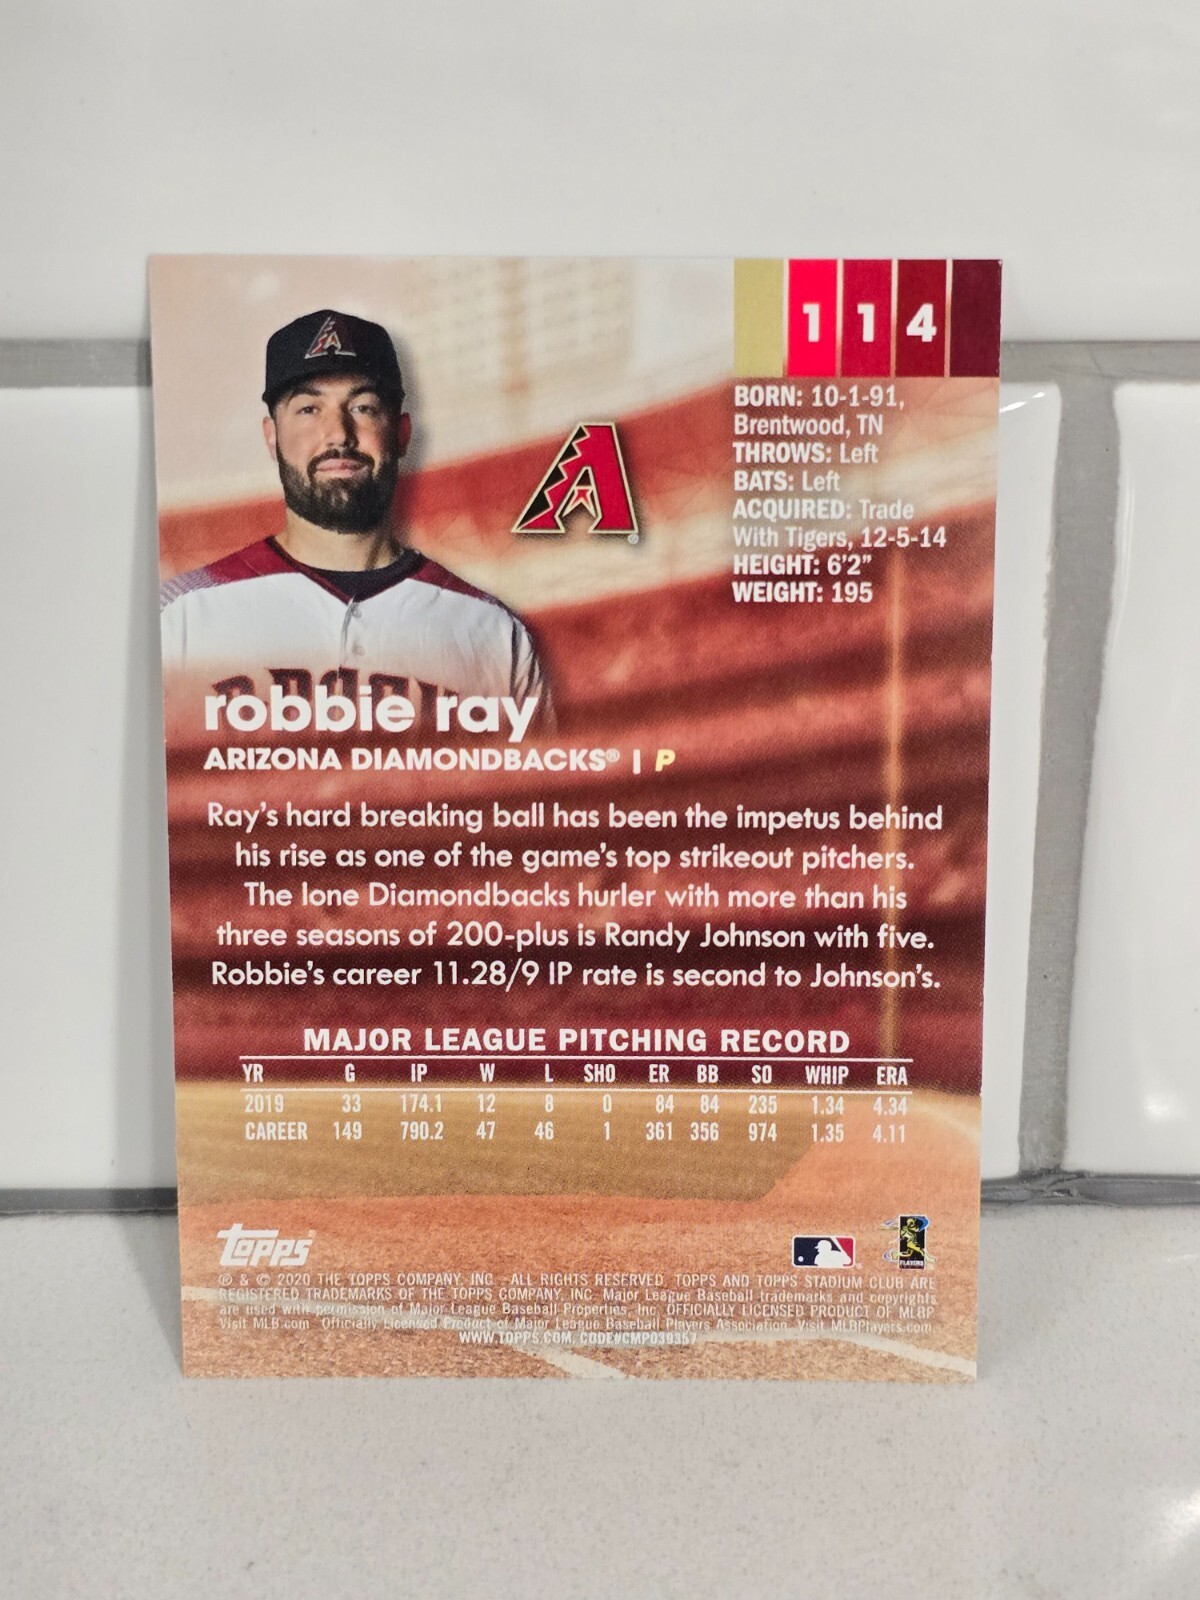 114
BORN: 10-1-91,
Brentwood, TN
THROWS: Left
BATS: Left
ACQUIRED: Trade
With Tigers, 12-5-14
HEIGHT: 6'2"
WEIGHT: 195
A
robbie ray
ARIZONA DIAMONDBACKS® | P
Ray's hard breaking ball has been the impetus behind
his rise as one of the game's top strikeout pitchers.
The lone Diamondbacks hurler with more than his
three seasons of 200-plus is Randy Johnson with five.
Robbie's career 11.28/9 IP rate is second to Johnson's.
MAJOR LEAGUE PITCHING RECORD
YR G IP W L SHO ER BB SO WHIP ERA
2019 33 174.1 12 8 0 84 84 235 1.34 4.34
CAREER 149 790.2 47 46 1 361 356 974 1.35 4.11
topps
PLAYERS
® & © 2020 THE TOPPS COMPANY, INC. ALL RIGHTS RESERVED. TOPPS AND TOPPS STADIUM CLUB ARE
REGISTERED TRADEMARKS OF THE TOPPS COMPANY, INC. Major League Baseball trademarks and copyrights
are used with permission of Major League Baseball Properties, Inc. OFFICIALLY LICENSED PRODUCT OF MLBP
Visit MLB.com Officially Licensed Product of Major League Baseball Players Association. Visit MLBPlayers.com.
WWW.TOPPS.COM, CODE#CMP039357